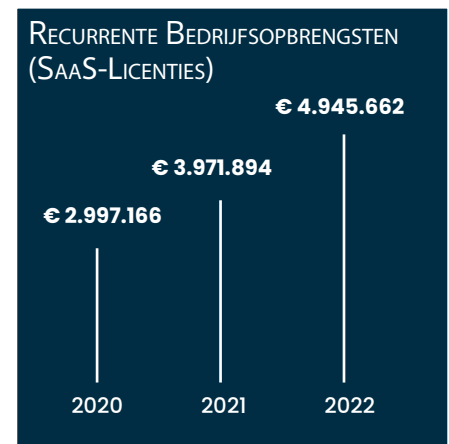 Recurrente Bedrijfsopbrengsten
(SaaS-Licenties)
€ 4.945.662
€ 3.971.894
€ 2.997.166
2020 2021 2022